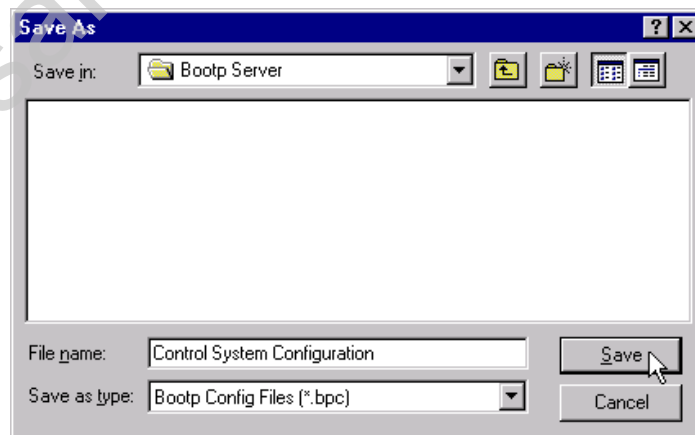 Save As
Save in: Bootp Server
File name: Control System Configuration
Save
Save as type: Bootp Config Files (*.bpc)
Cancel